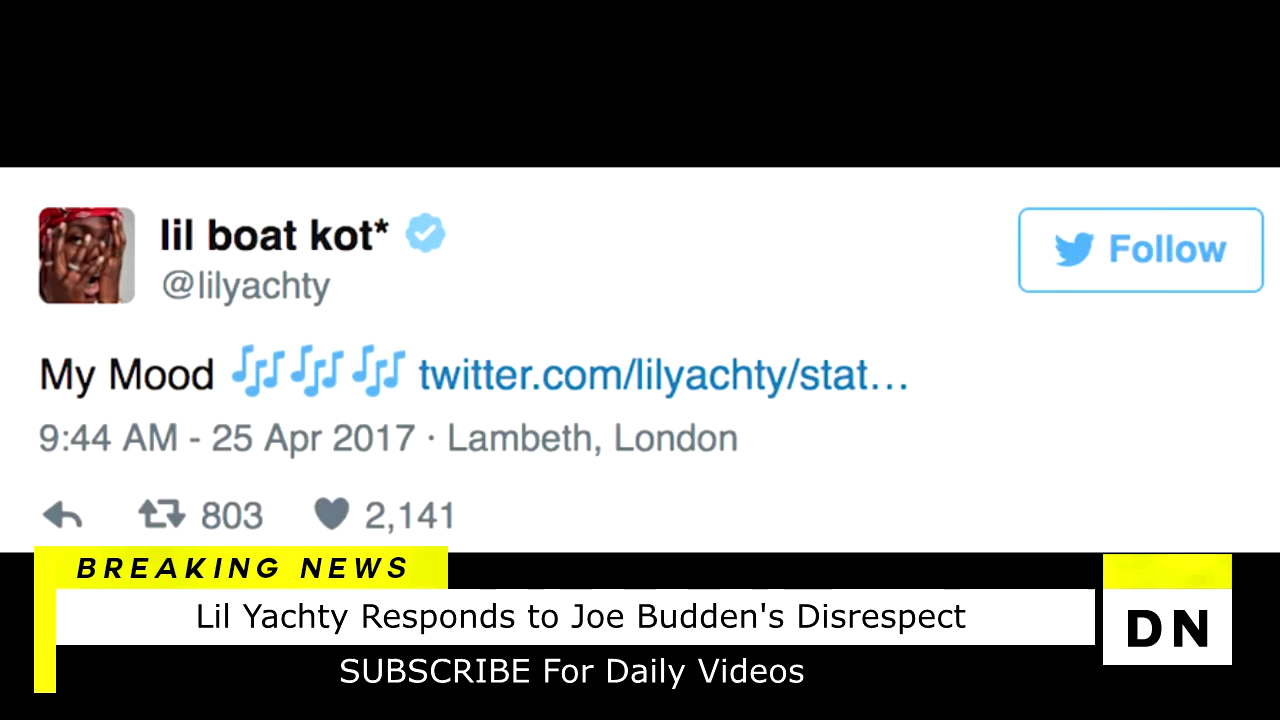 lil boat kot*
@lilyachty
Follow
My Mood 🎶🎶🎶 twitter.com/lilyachty/stat…
9:44 AM - 25 Apr 2017 · Lambeth, London
803 2,141
BREAKING NEWS
Lil Yachty Responds to Joe Budden's Disrespect
DN
SUBSCRIBE For Daily Videos